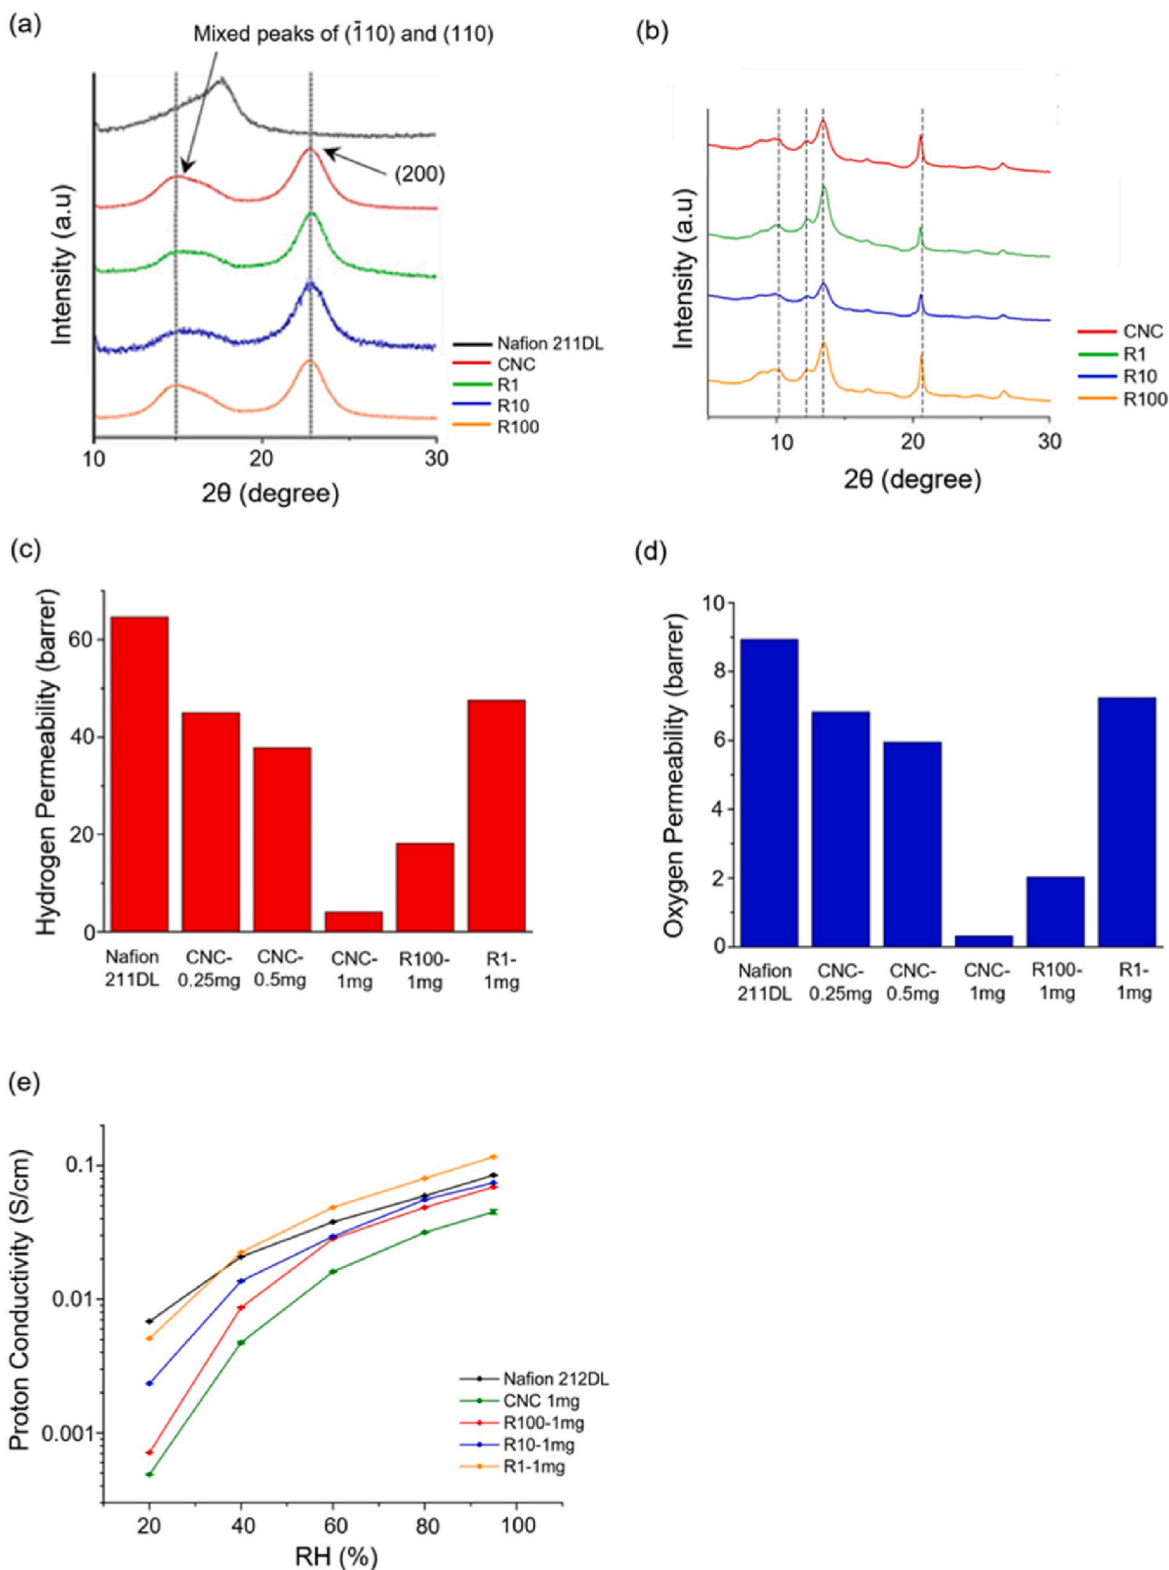 (a)
Mixed peaks of (1̄10) and (110)
(200)
Intensity (a.u)
Nafion 211DL
CNC
R1
R10
R100
10 20 30
2θ (degree)
(b)
Intensity (a.u)
CNC
R1
R10
R100
10 20 30
2θ (degree)
(c)
Hydrogen Permeability (barrer)
60
40
20
0
Nafion CNC- CNC- CNC- R100- R1-
211DL 0.25mg 0.5mg 1mg 1mg 1mg
(d)
Oxygen Permeability (barrer)
10
8
6
4
2
0
Nafion CNC- CNC- CNC- R100- R1-
211DL 0.25mg 0.5mg 1mg 1mg 1mg
(e)
Proton Conductivity (S/cm)
0.1
0.01
0.001
Nafion 212DL
CNC 1mg
R100-1mg
R10-1mg
R1-1mg
20 40 60 80 100
RH (%)